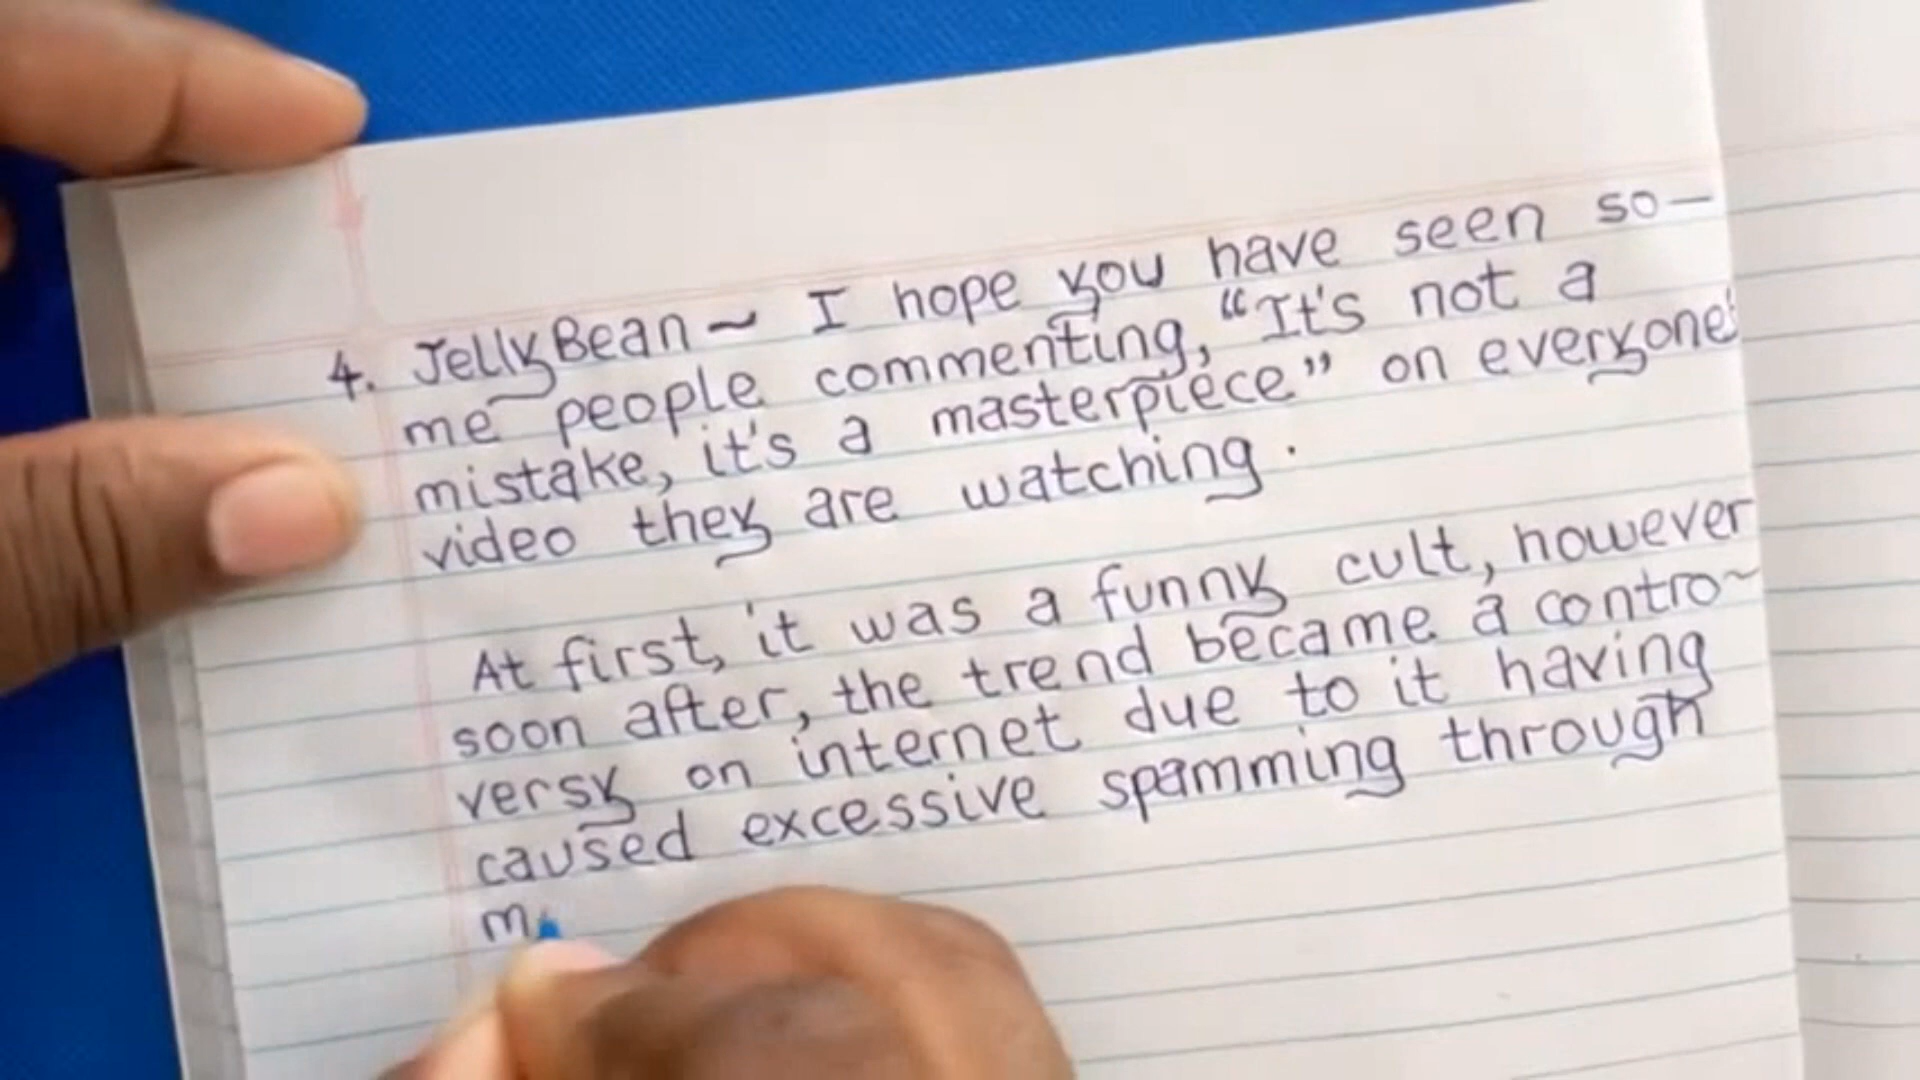 4. JellyBean ~ I hope you have seen so-
me people commenting, "It's not a
mistake, it's a masterpiece" on everyone's
video they are watching.
At first, it was a funny cult, however
soon after, the trend became a contro~
versy on internet due to it having
caused excessive spamming through
m